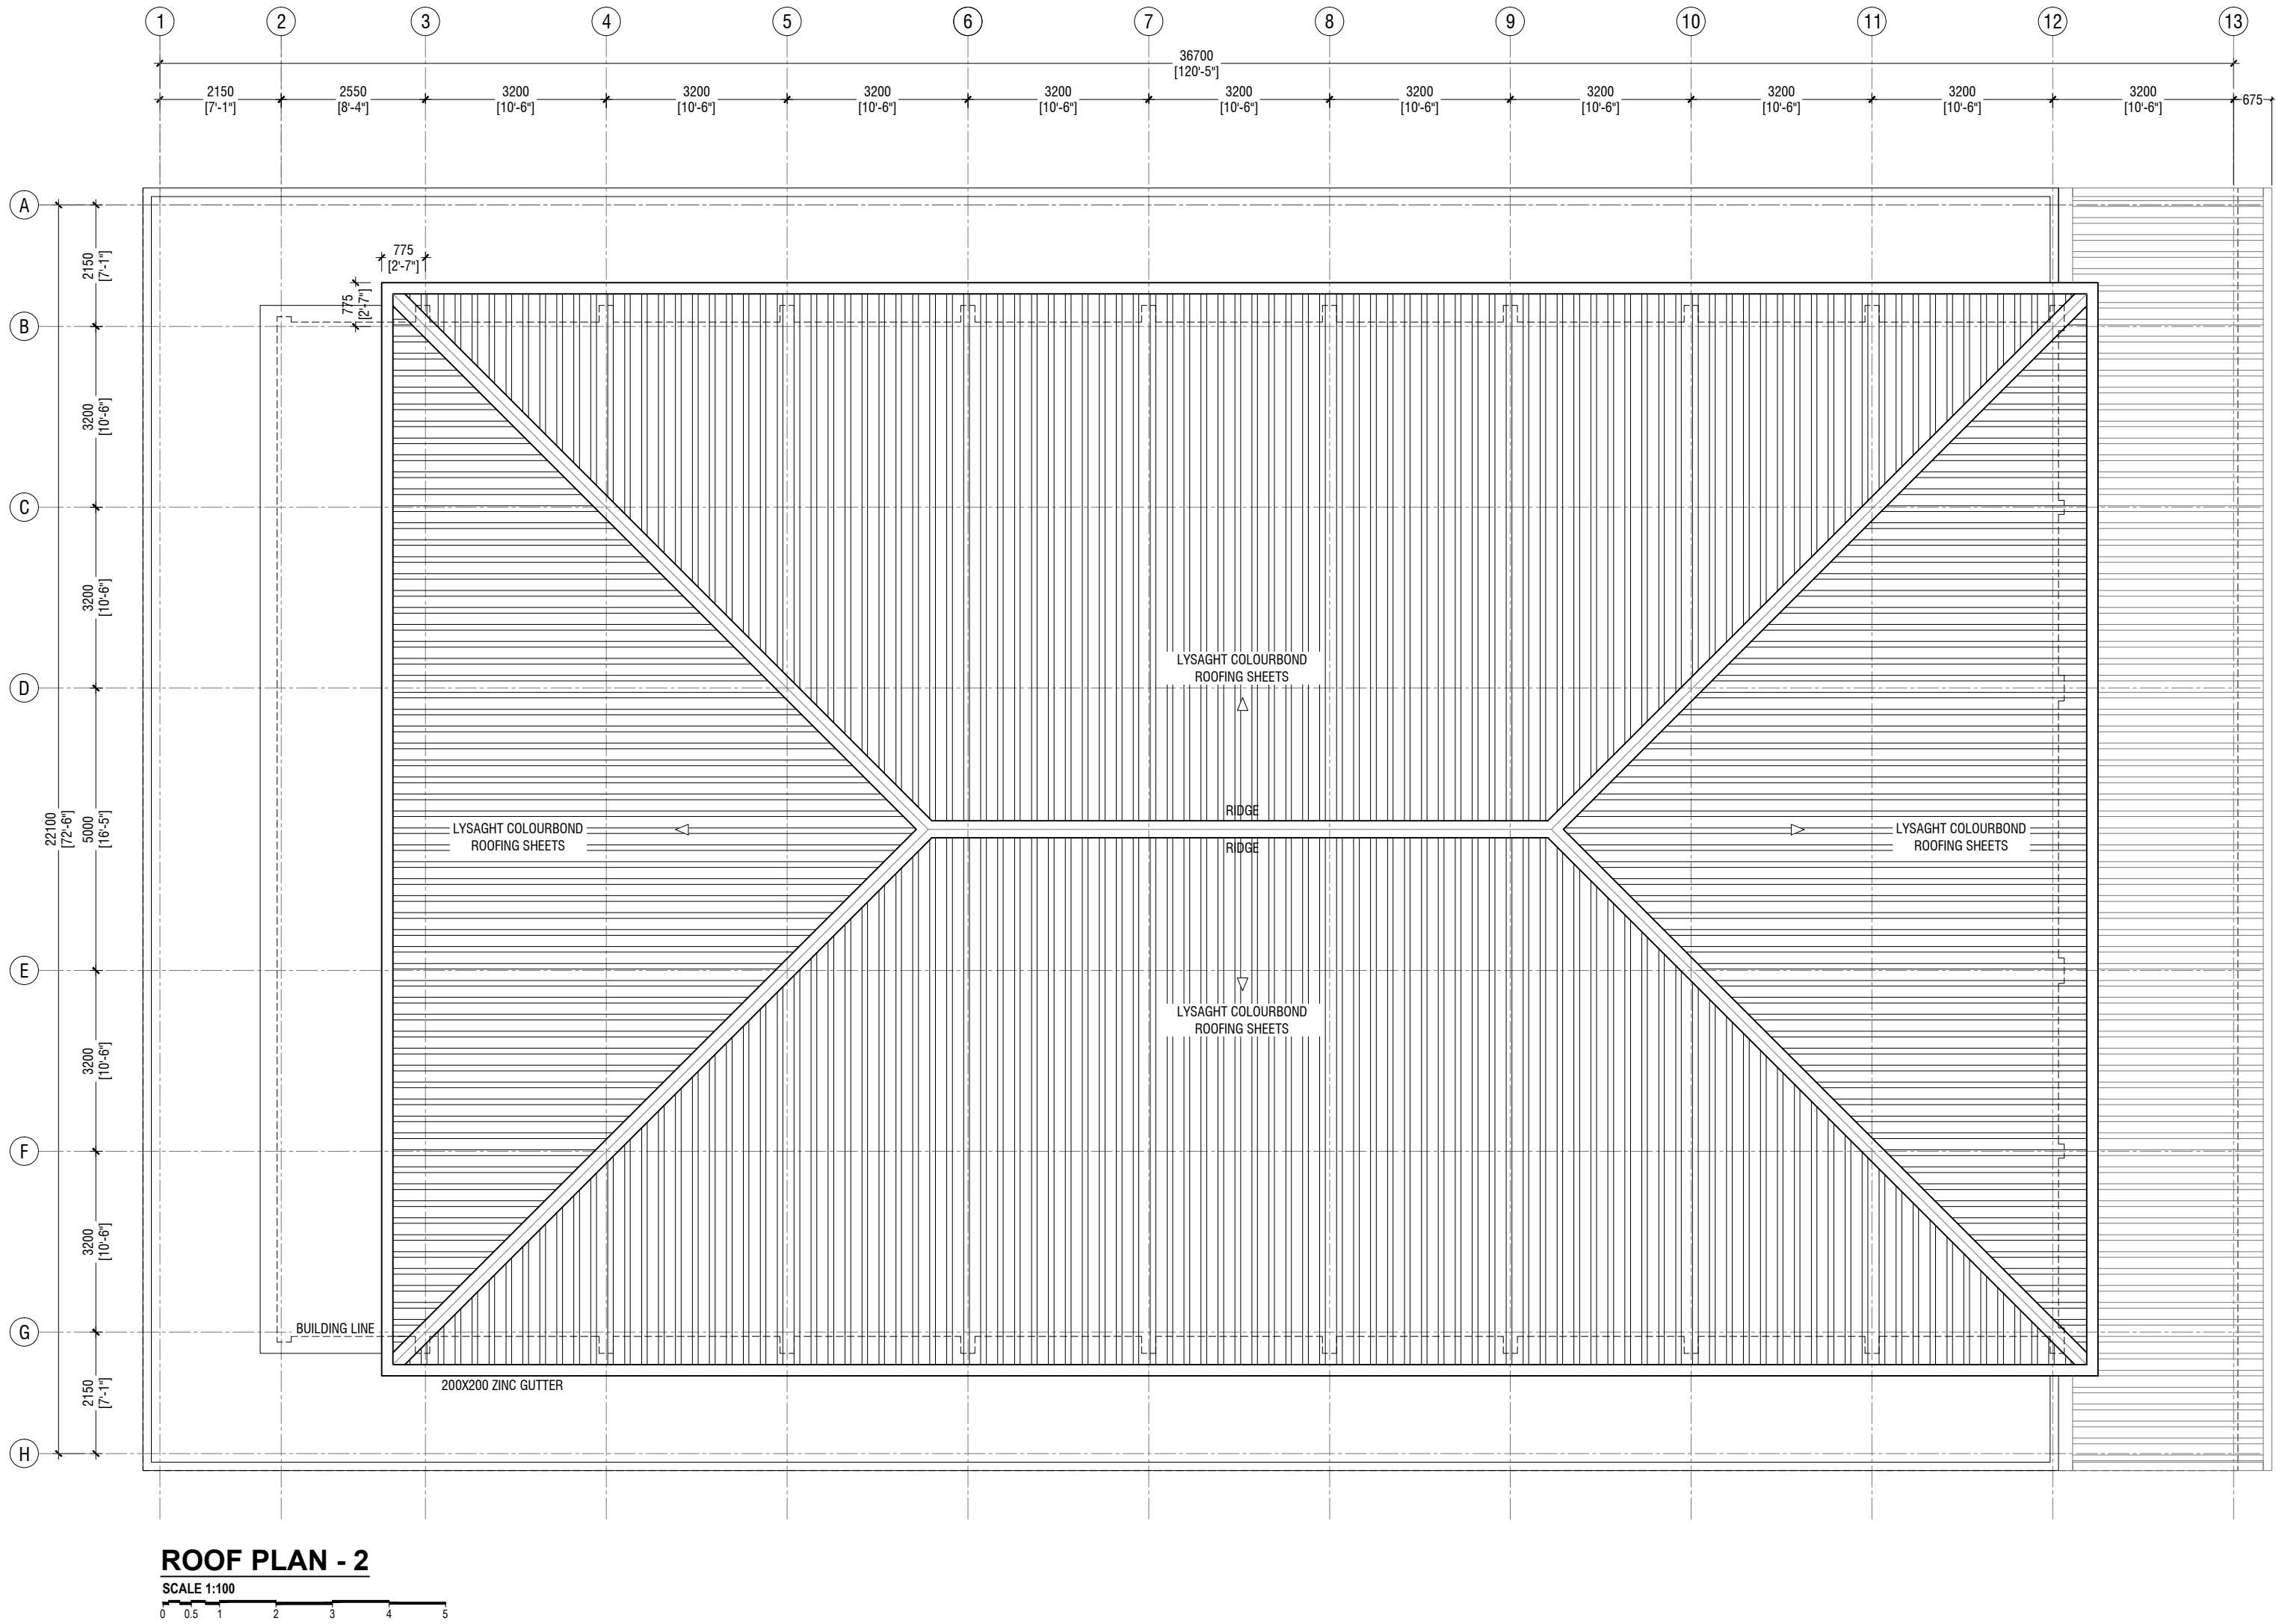 1 2 3 4 5 6 7 8 9 10 11 12 13
36700
[120'-5"]
2150 2550 3200 3200 3200 3200 3200 3200 3200 3200 3200 3200 675
[7'-1"] [8'-4"] [10'-6"] [10'-6"] [10'-6"] [10'-6"] [10'-6"] [10'-6"] [10'-6"] [10'-6"] [10'-6"] [10'-6"]
A
2150
[7'-1"]
775
[2'-7"]
775
[2'-7"]
B
3200
[10'-6"]
C
3200
[10'-6"]
LYSAGHT COLOURBOND
ROOFING SHEETS
D
22100
[72'-6"]
5000
[16'-5"]
RIDGE
LYSAGHT COLOURBOND
ROOFING SHEETS
RIDGE
LYSAGHT COLOURBOND
ROOFING SHEETS
E
LYSAGHT COLOURBOND
ROOFING SHEETS
3200
[10'-6"]
F
3200
[10'-6"]
G
BUILDING LINE
2150
[7'-1"]
200X200 ZINC GUTTER
H
ROOF PLAN - 2
SCALE 1:100
0 0.5 1 2 3 4 5